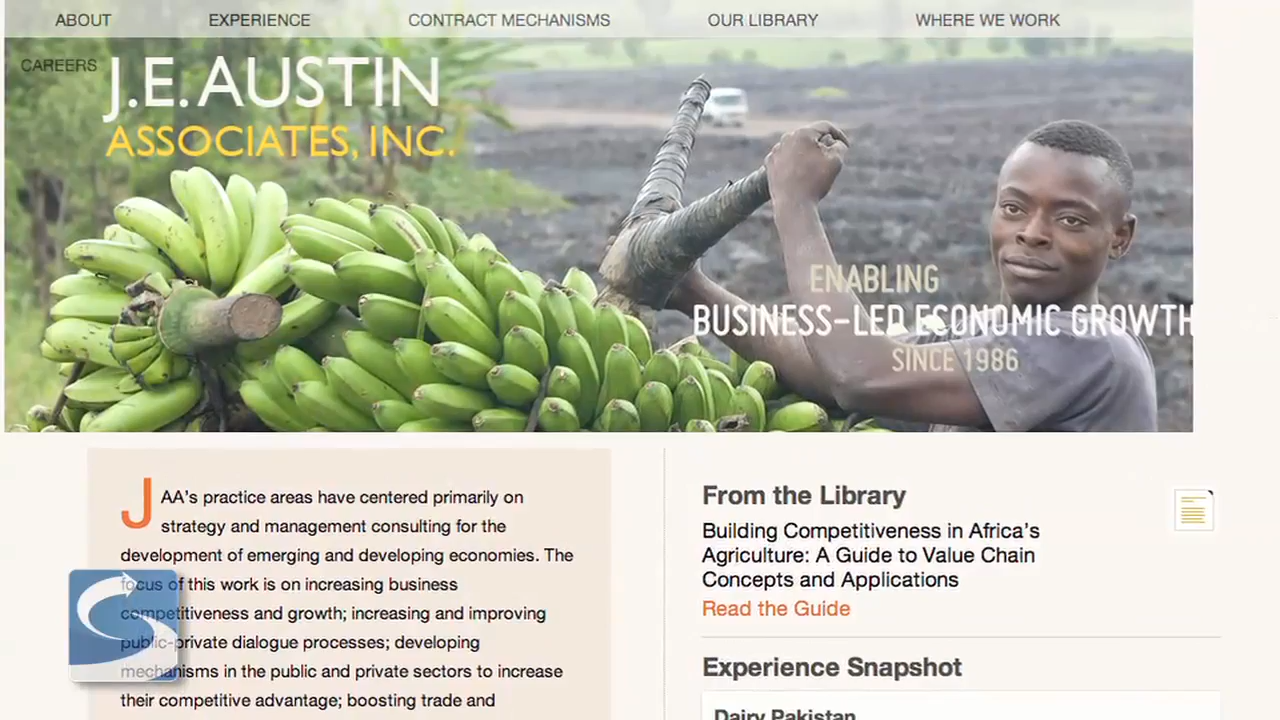 ABOUT EXPERIENCE CONTRACT MECHANISMS OUR LIBRARY WHERE WE WORK
CAREERS
J.E. AUSTIN
ASSOCIATES, INC.
ENABLING
BUSINESS-LED ECONOMIC GROWTH
SINCE 1986
JAA's practice areas have centered primarily on
strategy and management consulting for the
development of emerging and developing economies. The
focus of this work is on increasing business
competitiveness and growth; increasing and improving
public-private dialogue processes; developing
mechanisms in the public and private sectors to increase
their competitive advantage; boosting trade and
From the Library
Building Competitiveness in Africa's
Agriculture: A Guide to Value Chain
Concepts and Applications
Read the Guide
Experience Snapshot
Dairy Pakistan